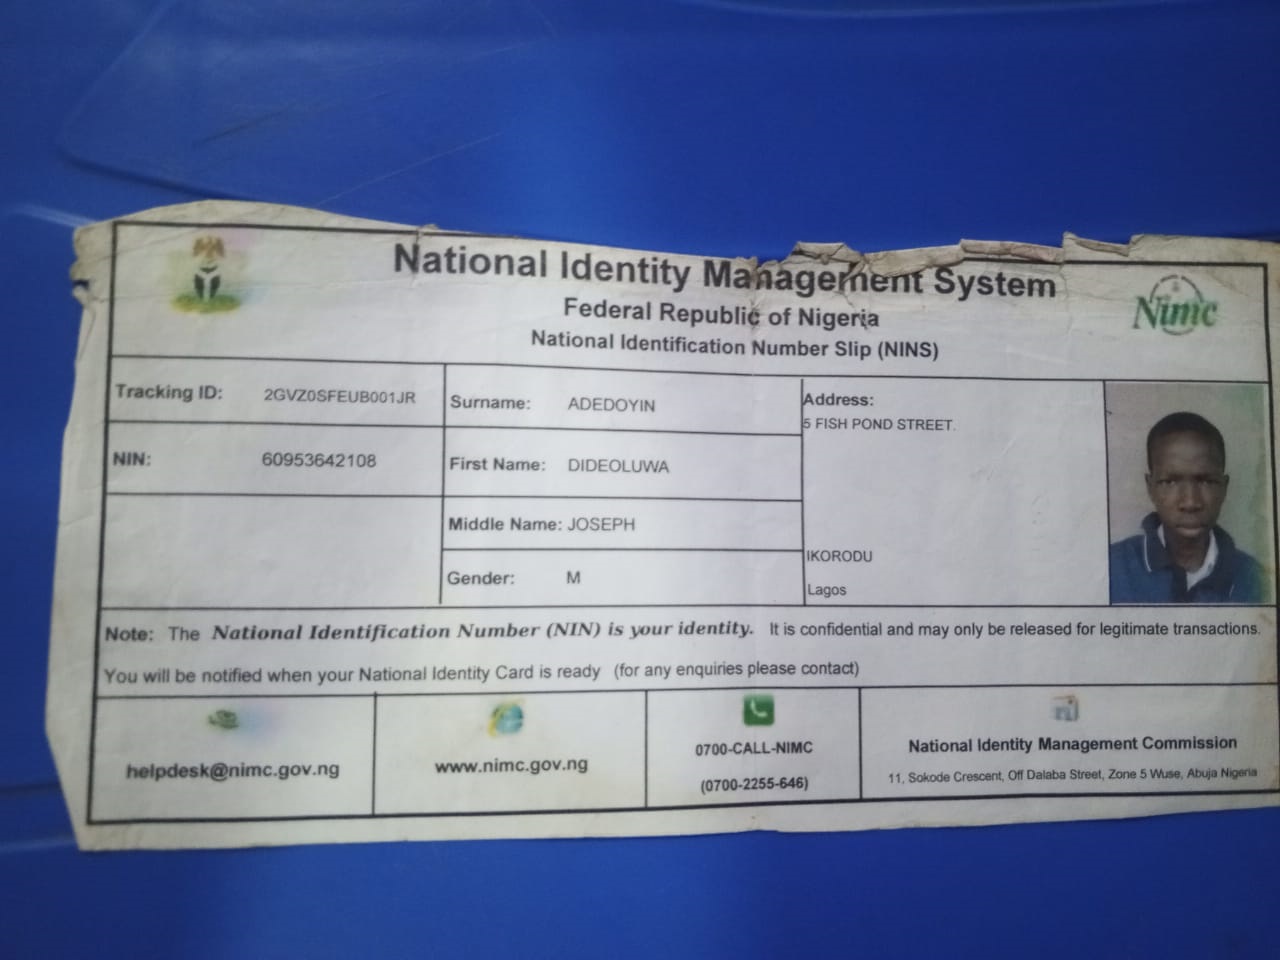 National Identity Management System
Federal Republic of Nigeria
National Identification Number Slip (NINS)
Nimc
Tracking ID: 2GVZ0SFEUB001JR
Surname: ADEDOYIN
Address:
5 FISH POND STREET.
NIN: 60953642108
First Name: DIDEOLUWA
Middle Name: JOSEPH
IKORODU
Gender: M
Lagos
Note: The National Identification Number (NIN) is your identity. It is confidential and may only be released for legitimate transactions.
You will be notified when your National Identity Card is ready (for any enquiries please contact)
helpdesk@nimc.gov.ng
www.nimc.gov.ng
0700-CALL-NIMC
(0700-2255-646)
National Identity Management Commission
11, Sokode Crescent, Off Dalaba Street, Zone 5 Wuse, Abuja Nigeria